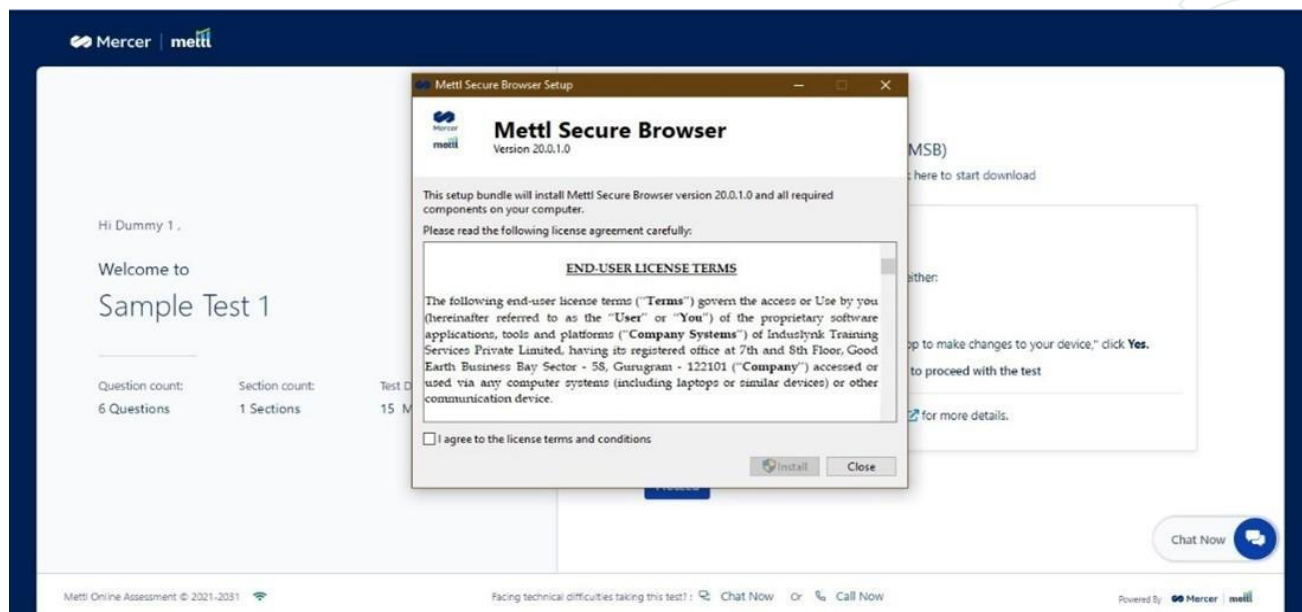 Mercer | mettl
Mettl Secure Browser Setup
Mercer
mettl
Mettl Secure Browser
Version 20.0.1.0
This setup bundle will install Mettl Secure Browser version 20.0.1.0 and all required
components on your computer.
Please read the following license agreement carefully:
END-USER LICENSE TERMS
The following end-user license terms ("Terms") govern the access or Use by you
(hereinafter referred to as the "User" or "You") of the proprietary software
applications, tools and platforms ("Company Systems") of Induslynk Training
Services Private Limited, having its registered office at 7th and 8th Floor, Good
Earth Business Bay Sector - 58, Gurugram - 122101 ("Company") accessed or
used via any computer systems (including laptops or similar devices) or other
communication device.
I agree to the license terms and conditions
Install Close
Hi Dummy 1 ,
Welcome to
Sample Test 1
Question count: Section count: Test D
6 Questions 1 Sections 15 M
MSB)
here to start download
either:
op to make changes to your device," click Yes.
to proceed with the test
for more details.
Chat Now
Mettl Online Assessment © 2021-2031
Facing technical difficulties taking this test? : Chat Now Or Call Now
Powered By Mercer | mettl